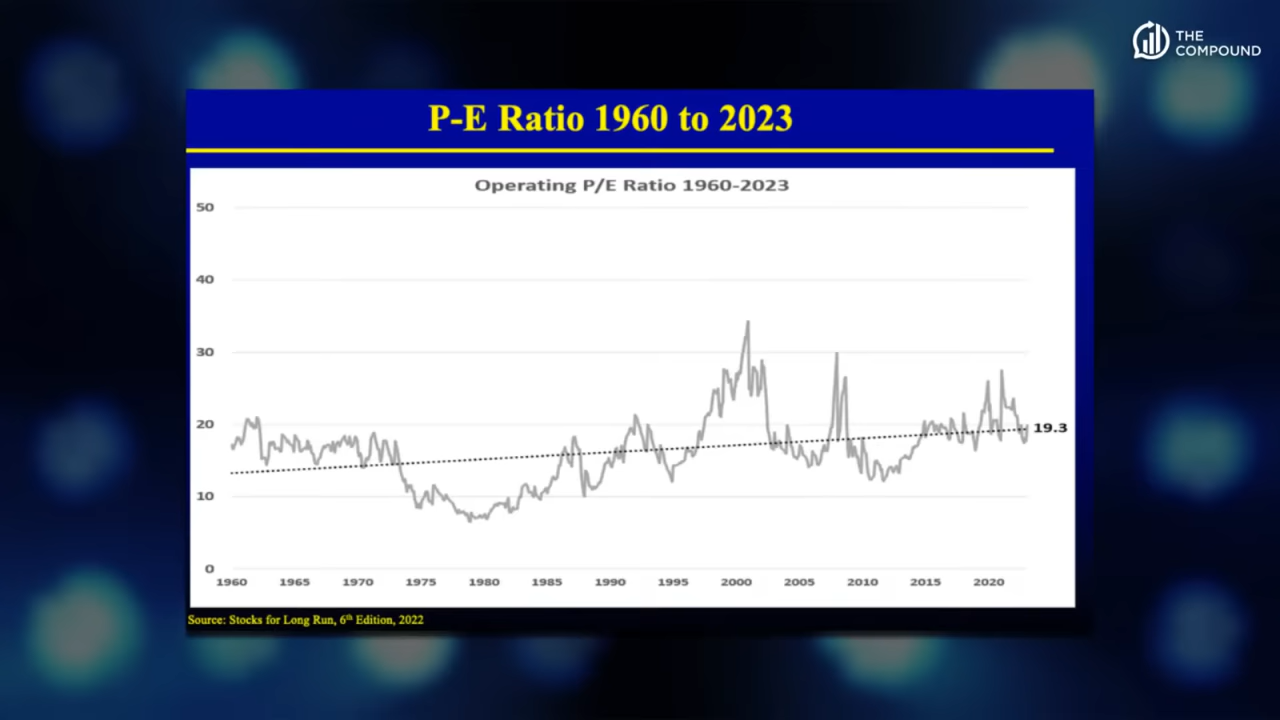 THE
COMPOUND
P-E Ratio 1960 to 2023
Operating P/E Ratio 1960-2023
50
40
30
20
19.3
10
0
1960 1965 1970 1975 1980 1985 1990 1995 2000 2005 2010 2015 2020
Source: Stocks for Long Run, 6th Edition, 2022